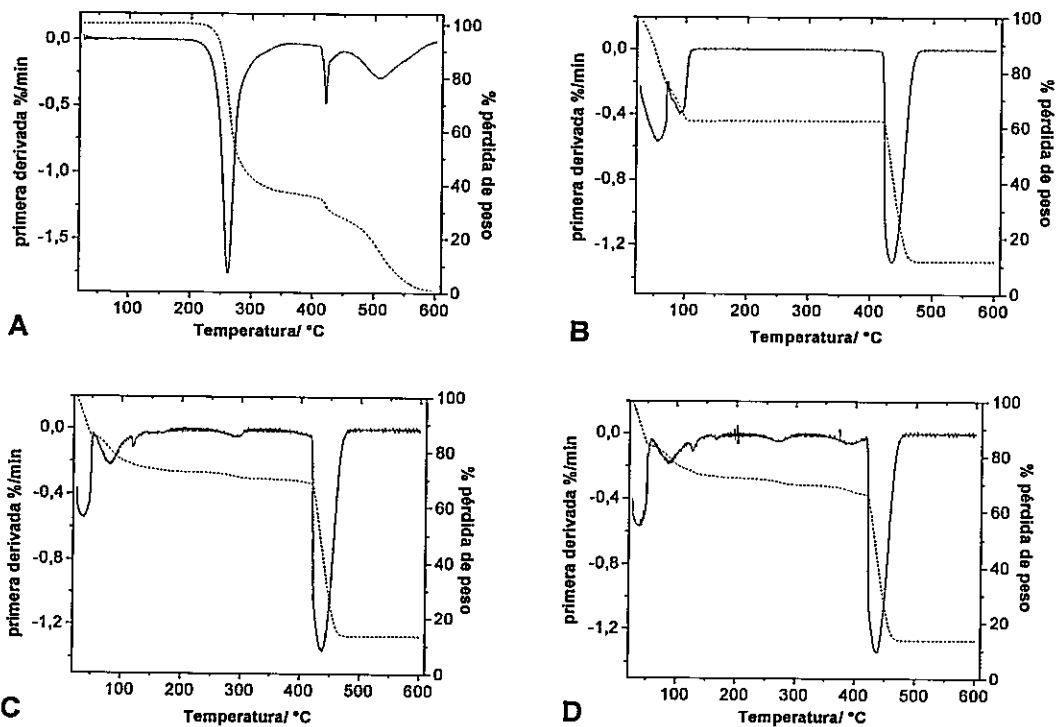 primera derivada %/min
0,0
-0,5
-1,0
-1,5
100
80
60
40
20
0
% pérdida de peso
100 200 300 400 500 600
Temperatura/ °C
A
primera derivada %/min
0,0
-0,4
-0,8
-1,2
100
80
60
40
20
0
% pérdida de peso
100 200 300 400 500 600
Temperatura/ °C
B
primera derivada %/min
0,0
-0,4
-0,8
-1,2
100
80
60
40
20
0
% pérdida de peso
100 200 300 400 500 600
Temperatura/ °C
C
primera derivada %/min
0,0
-0,4
-0,8
-1,2
100
80
60
40
20
0
% pérdida de peso
100 200 300 400 500 600
Temperatura/ °C
D